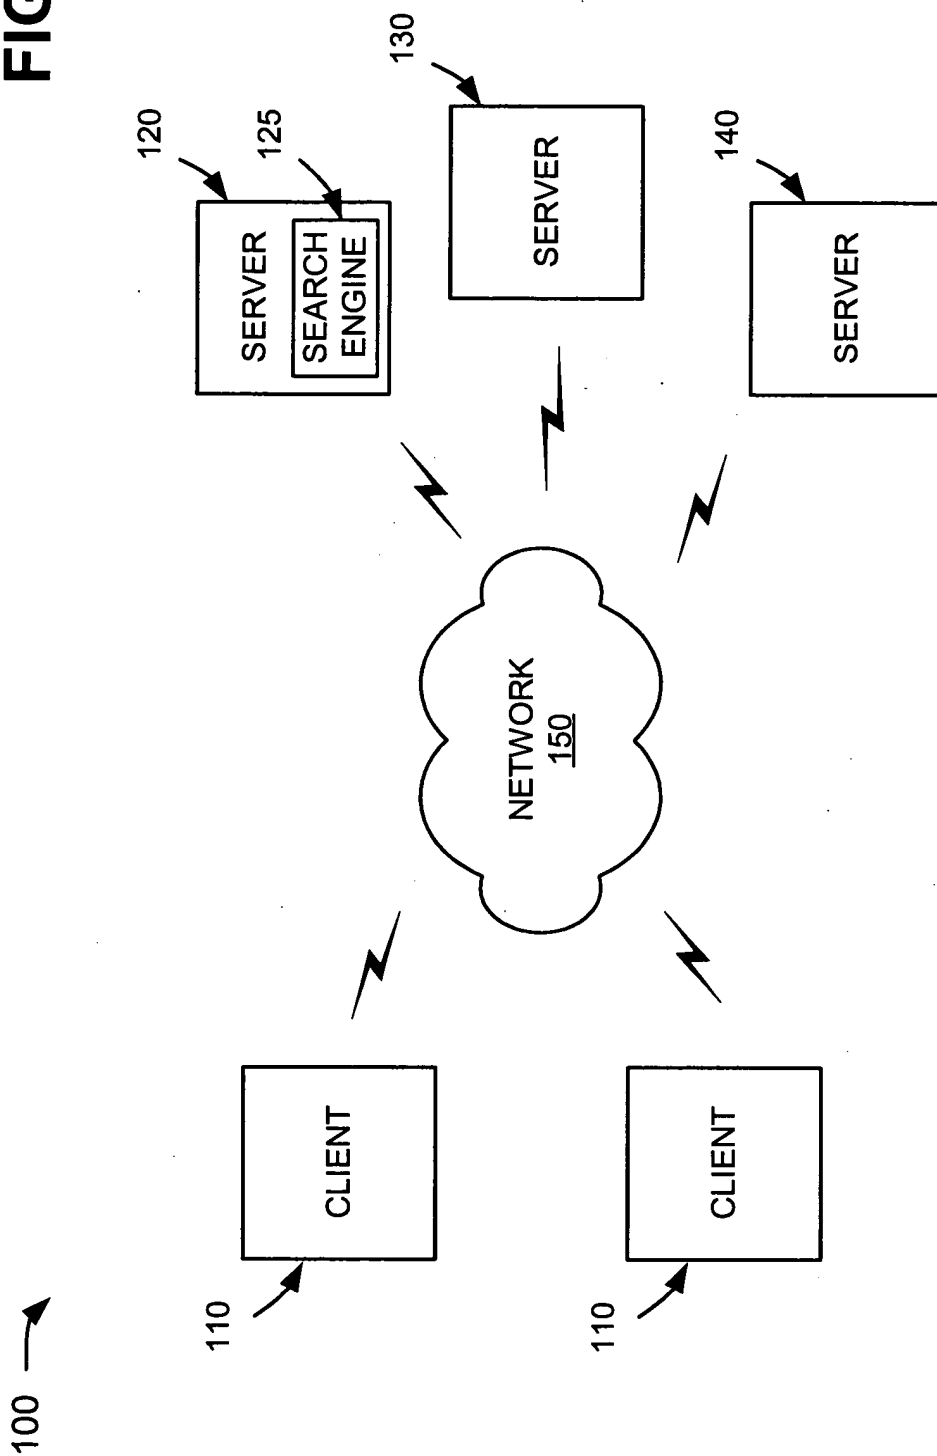 FIG
100
110
CLIENT
110
CLIENT
NETWORK
150
120
SERVER
125
SEARCH
ENGINE
130
SERVER
140
SERVER